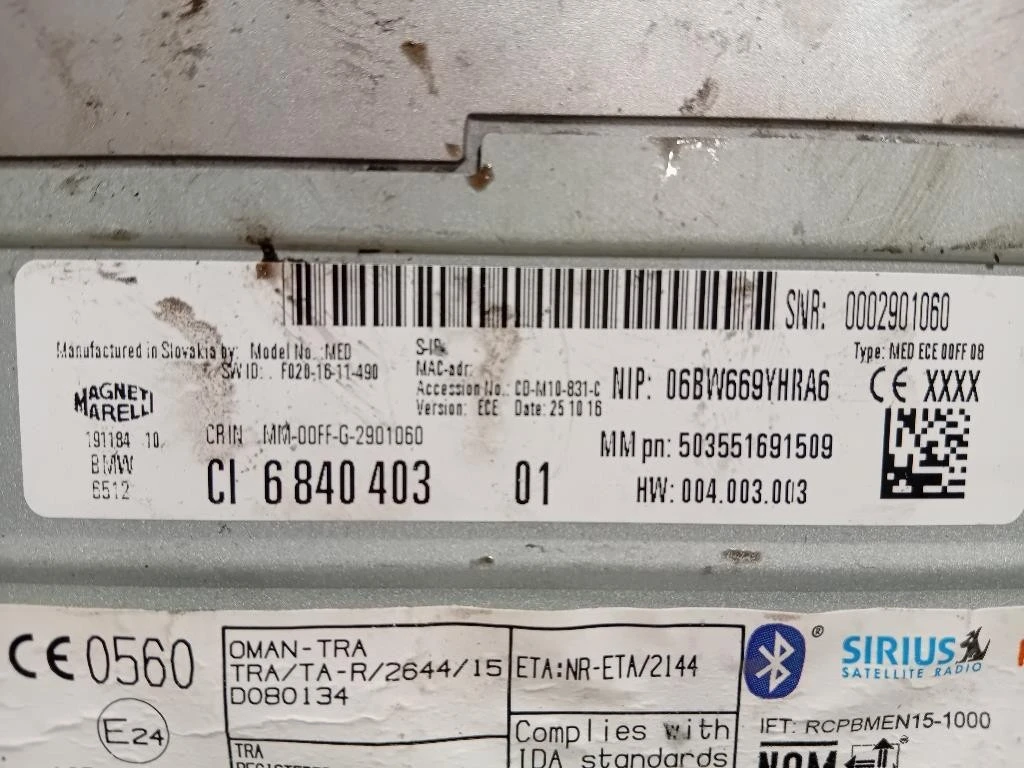 SNR: 0002901060
Manufactured in Slovakia by: Model No.:MED
SW ID: . F020-16-11-490
S-IP:
MAC-adr:
Accession No.: CD-M10-831-C
Version: ECE Date: 25 10 16
NIP: 06BW669YHRA6
Type: MED ECE 00FF 08
CE XXXX
MAGNETI
MARELLI
191184 10
BMW
6512
CRIN MM-00FF-G-2901060
CI 6 840 403 01
MM pn: 503551691509
HW: 004.003.003
CE 0560
E24
OMAN-TRA
TRA/TA-R/2644/15
D080134
TRA
ETA:NR-ETA/2144
Complies with
IDA standards
®
SIRIUS
SATELLITE RADIO
IFT: RCPBMEN15-1000
NOM